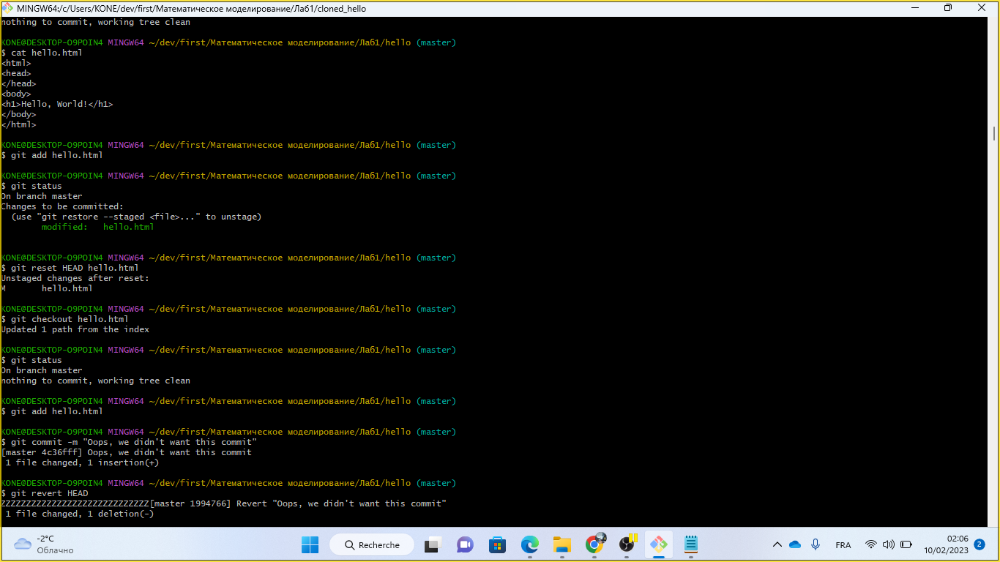 MINGW64:/c/Users/KONE/dev/first/Математическое моделирование/Лаб1/cloned_hello
nothing to commit, working tree clean
KONE@DESKTOP-O9POIN4 MINGW64 ~/dev/first/Математическое моделирование/Лаб1/hello (master)
$ cat hello.html
<html>
<head>
</head>
<body>
<h1>Hello, World!</h1>
</body>
</html>
KONE@DESKTOP-O9POIN4 MINGW64 ~/dev/first/Математическое моделирование/Лаб1/hello (master)
$ git add hello.html
KONE@DESKTOP-O9POIN4 MINGW64 ~/dev/first/Математическое моделирование/Лаб1/hello (master)
$ git status
On branch master
Changes to be committed:
  (use "git restore --staged <file>..." to unstage)
        modified:   hello.html
KONE@DESKTOP-O9POIN4 MINGW64 ~/dev/first/Математическое моделирование/Лаб1/hello (master)
$ git reset HEAD hello.html
Unstaged changes after reset:
M       hello.html
KONE@DESKTOP-O9POIN4 MINGW64 ~/dev/first/Математическое моделирование/Лаб1/hello (master)
$ git checkout hello.html
Updated 1 path from the index
KONE@DESKTOP-O9POIN4 MINGW64 ~/dev/first/Математическое моделирование/Лаб1/hello (master)
$ git status
On branch master
nothing to commit, working tree clean
KONE@DESKTOP-O9POIN4 MINGW64 ~/dev/first/Математическое моделирование/Лаб1/hello (master)
$ git add hello.html
KONE@DESKTOP-O9POIN4 MINGW64 ~/dev/first/Математическое моделирование/Лаб1/hello (master)
$ git commit -m "Oops, we didn't want this commit"
[master 4c36fff] Oops, we didn't want this commit
 1 file changed, 1 insertion(+)
KONE@DESKTOP-O9POIN4 MINGW64 ~/dev/first/Математическое моделирование/Лаб1/hello (master)
$ git revert HEAD
ZZZZZZZZZZZZZZZZZZZZZZZZZZZZZ[master 1994766] Revert "Oops, we didn't want this commit"
 1 file changed, 1 deletion(-)
-2°C
Облачно
Recherche
FRA
02:06
10/02/2023
2